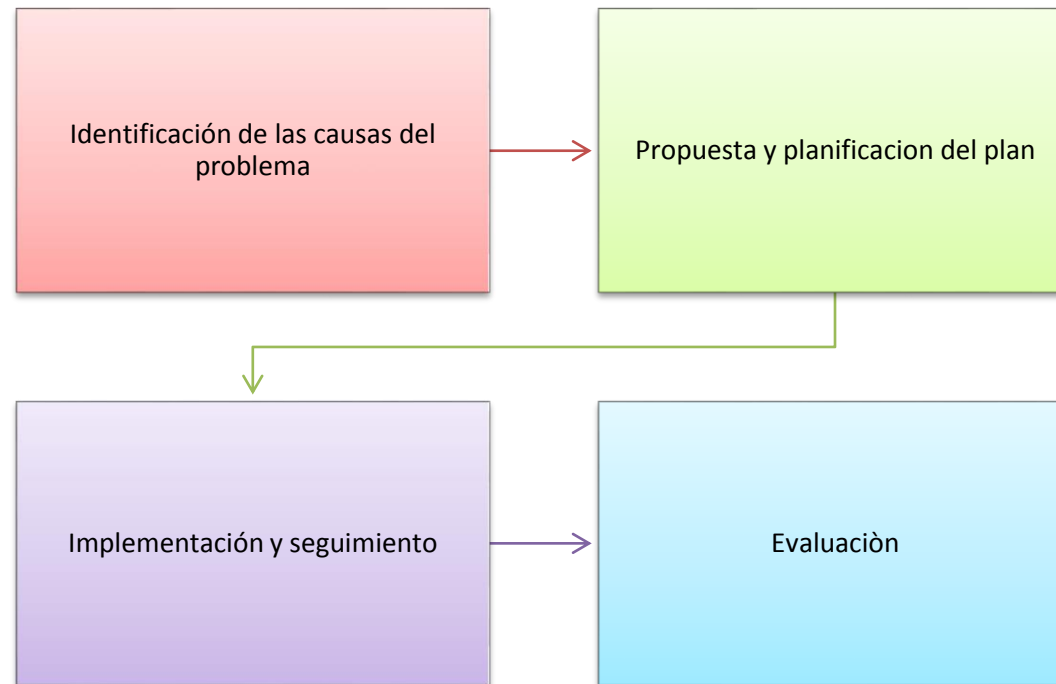 Identificación de las causas del
problema
Propuesta y planificacion del plan
Implementación y seguimiento
Evaluaciòn